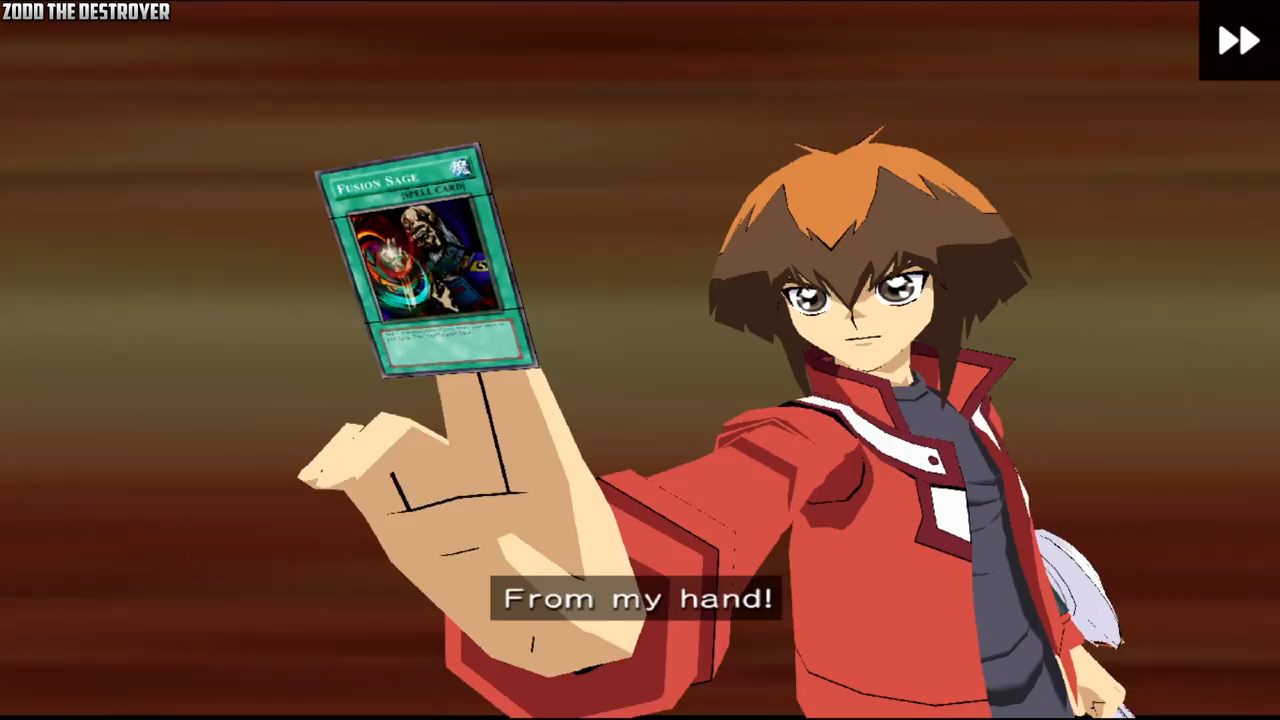 ZODD THE DESTROYER
FUSION SAGE
[SPELL CARD]
From my hand!